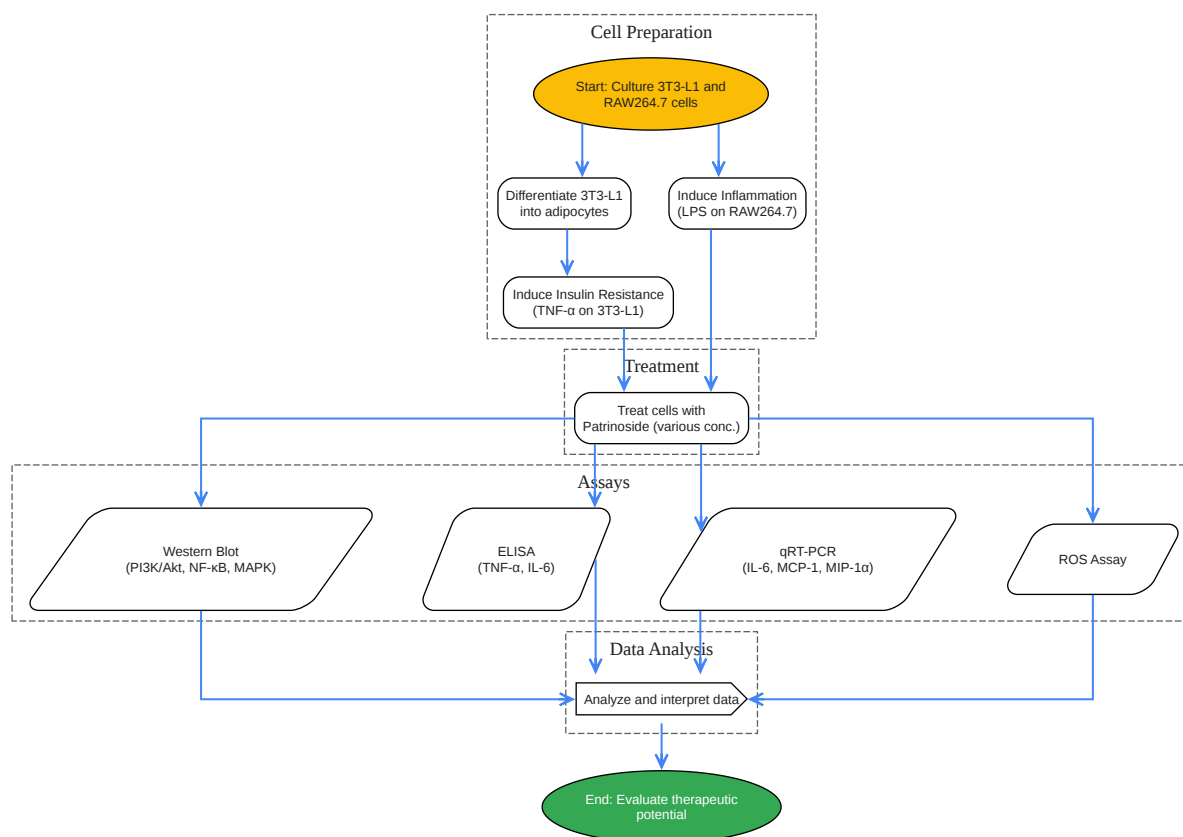 Cell Preparation
Start: Culture 3T3-L1 and
RAW264.7 cells
Differentiate 3T3-L1
into adipocytes
Induce Inflammation
(LPS on RAW264.7)
Induce Insulin Resistance
(TNF-α on 3T3-L1)
Treatment
Treat cells with
Patrinoside (various conc.)
Assays
Western Blot
(PI3K/Akt, NF-κB, MAPK)
ELISA
(TNF-α, IL-6)
qRT-PCR
(IL-6, MCP-1, MIP-1α)
ROS Assay
Data Analysis
Analyze and interpret data
End: Evaluate therapeutic
potential